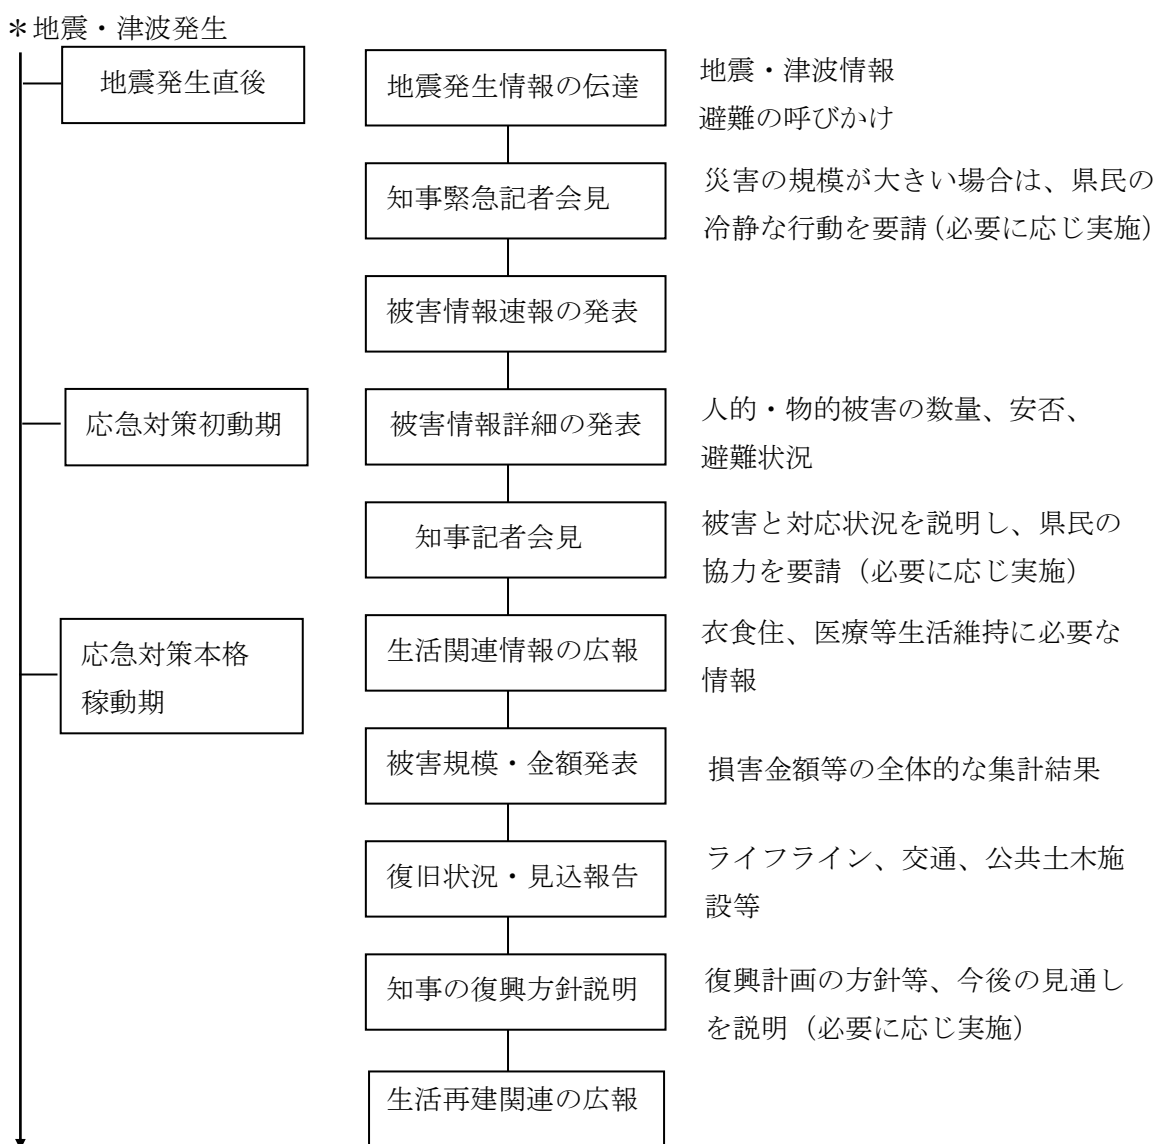 ＊地震・津波発生
地震発生直後
地震発生情報の伝達
地震・津波情報
避難の呼びかけ
知事緊急記者会見
災害の規模が大きい場合は、県民の
冷静な行動を要請（必要に応じ実施）
被害情報速報の発表
応急対策初動期
被害情報詳細の発表
人的・物的被害の数量、安否、
避難状況
知事記者会見
被害と対応状況を説明し、県民の
協力を要請（必要に応じ実施）
応急対策本格
稼動期
生活関連情報の広報
衣食住、医療等生活維持に必要な
情報
被害規模・金額発表
損害金額等の全体的な集計結果
復旧状況・見込報告
ライフライン、交通、公共土木施
設等
知事の復興方針説明
復興計画の方針等、今後の見通し
を説明（必要に応じ実施）
生活再建関連の広報